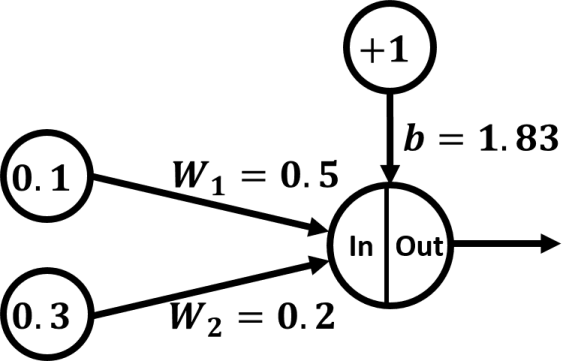 +1
b = 1.83
0.1
W₁ = 0.5
In
Out
0.3
W₂ = 0.2